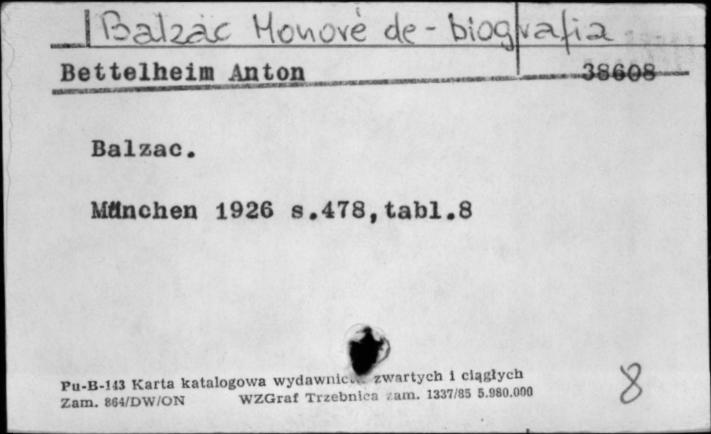 Balzac Honoré de - biografia
Bettelheim Anton 38608
Balzac.
München 1926 s.478,tabl.8
Pu-B-143 Karta katalogowa zwartych i ciągłych
Zam. 864/DW/ON WZGraf Trzebnica zam. 1337/85 5.980.000
8